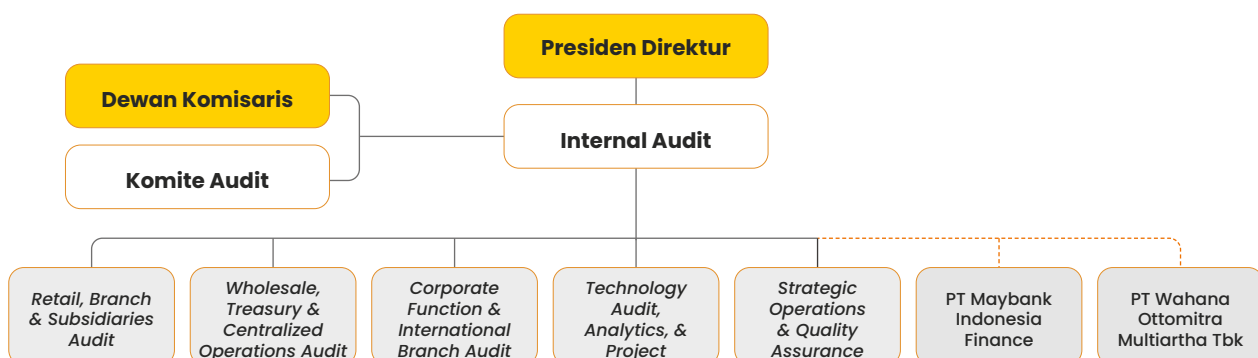 Presiden Direktur
Dewan Komisaris
Internal Audit
Komite Audit
Retail, Branch
& Subsidiaries
Audit
Wholesale,
Treasury &
Centralized
Operations Audit
Corporate
Function &
International
Branch Audit
Technology
Audit,
Analytics, &
Project
Strategic
Operations
& Quality
Assurance
PT Maybank
Indonesia
Finance
PT Wahana
Ottomitra
Multiartha Tbk